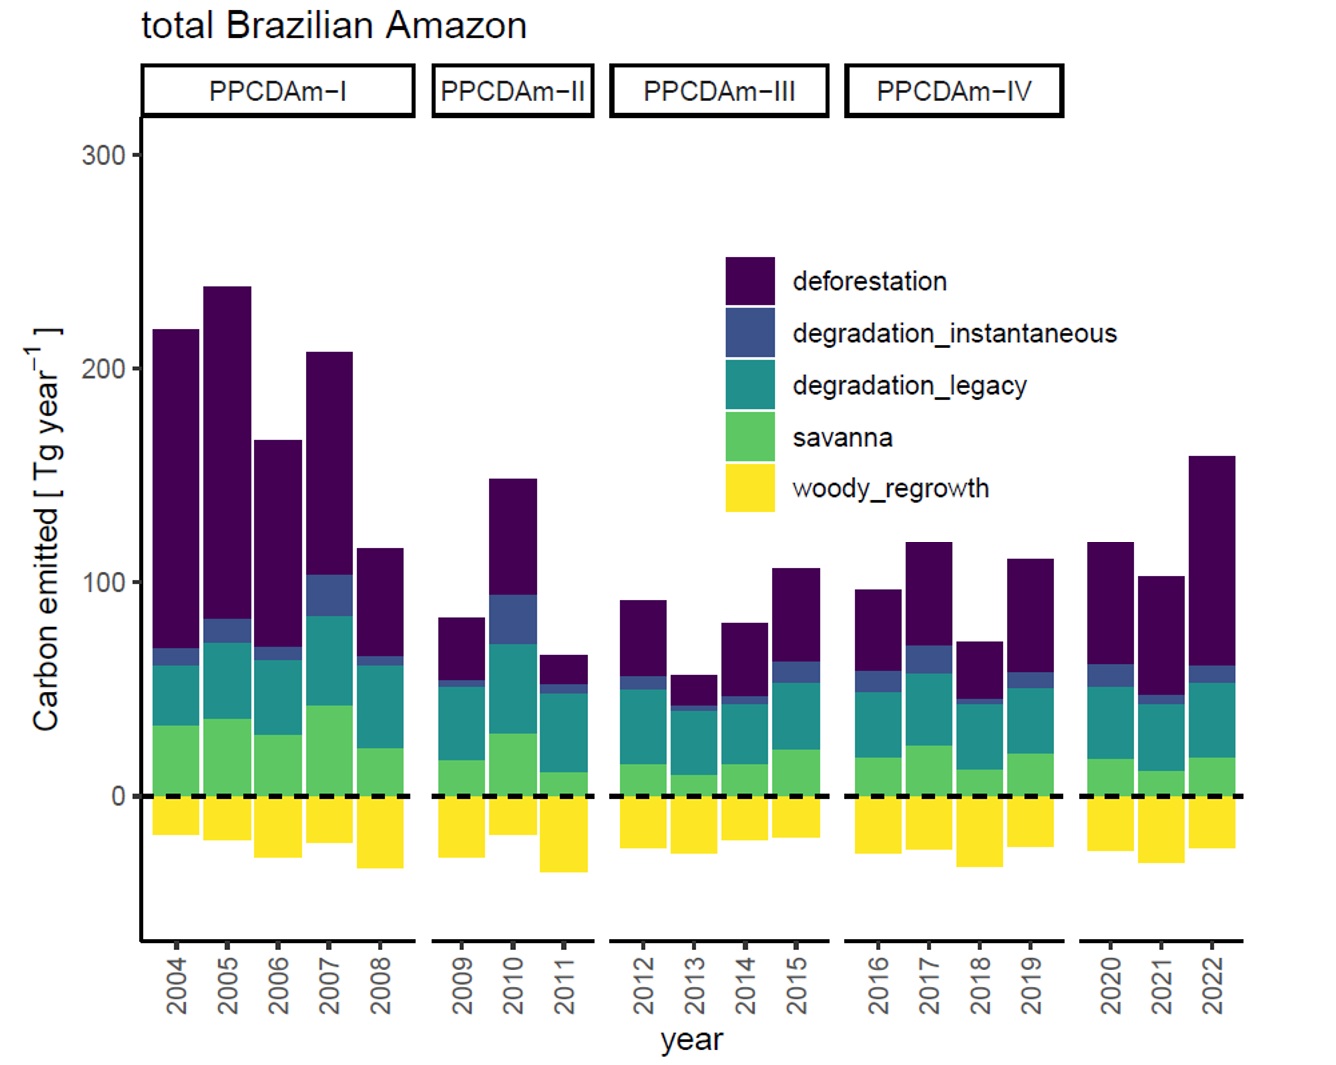 total Brazilian Amazon
PPCDAm−I PPCDAm−II PPCDAm−III PPCDAm−IV
300
200
100
0
Carbon emitted [ Tg year−1 ]
deforestation
degradation_instantaneous
degradation_legacy
savanna
woody_regrowth
2004 2005 2006 2007 2008 2009 2010 2011 2012 2013 2014 2015 2016 2017 2018 2019 2020 2021 2022
year